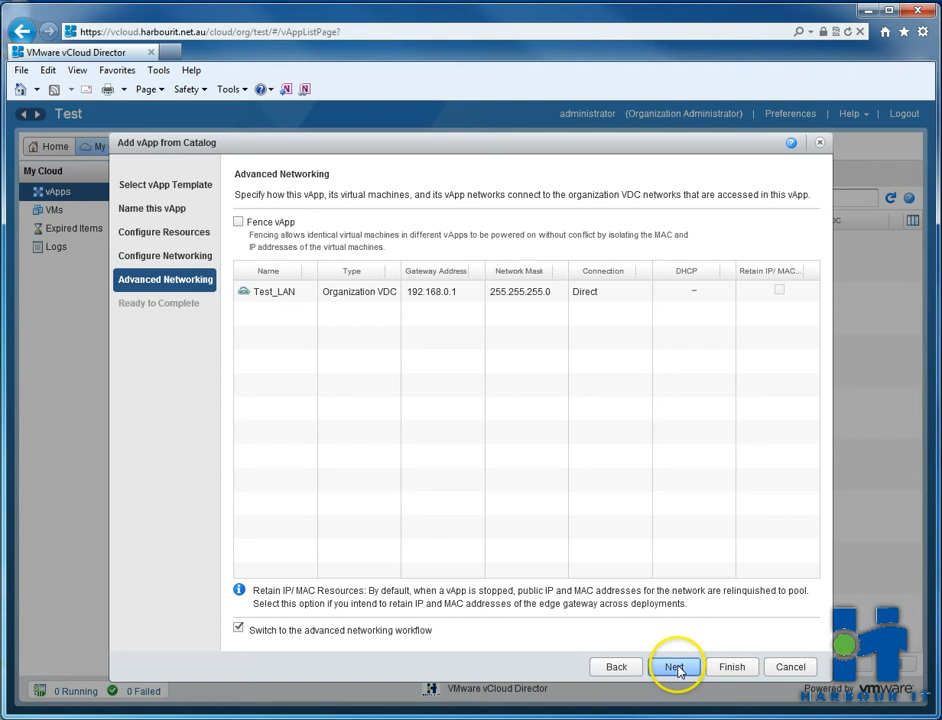 https://vcloud.harbourit.net.au/cloud/org/test/#/vAppListPage?
VMware vCloud Director
File Edit View Favorites Tools Help
Page Safety Tools
Test
administrator (Organization Administrator) Preferences Help Logout
Home My
Add vApp from Catalog
My Cloud
vApps
VMs
Expired Items
Logs
Select vApp Template
Name this vApp
Configure Resources
Configure Networking
Advanced Networking
Ready to Complete
Advanced Networking
Specify how this vApp, its virtual machines, and its vApp networks connect to the organization VDC networks that are accessed in this vApp.
Fence vApp
Fencing allows identical virtual machines in different vApps to be powered on without conflict by isolating the MAC and
IP addresses of the virtual machines.
Name Type Gateway Address Network Mask Connection DHCP Retain IP/ MAC...
Test_LAN Organization VDC 192.168.0.1 255.255.255.0 Direct –
Retain IP/ MAC Resources: By default, when a vApp is stopped, public IP and MAC addresses for the network are relinquished to pool.
Select this option if you intend to retain IP and MAC addresses of the edge gateway across deployments.
Switch to the advanced networking workflow
Back Next Finish Cancel
0 Running 0 Failed
VMware vCloud Director
Powered by vmware
HARBOUR IT